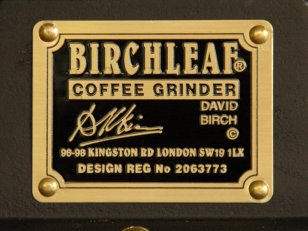 BIRCHLEAF®
COFFEE GRINDER
DAVID
BIRCH
©
96-98 KINGSTON RD LONDON SW19 1LX
DESIGN REG No 2063773